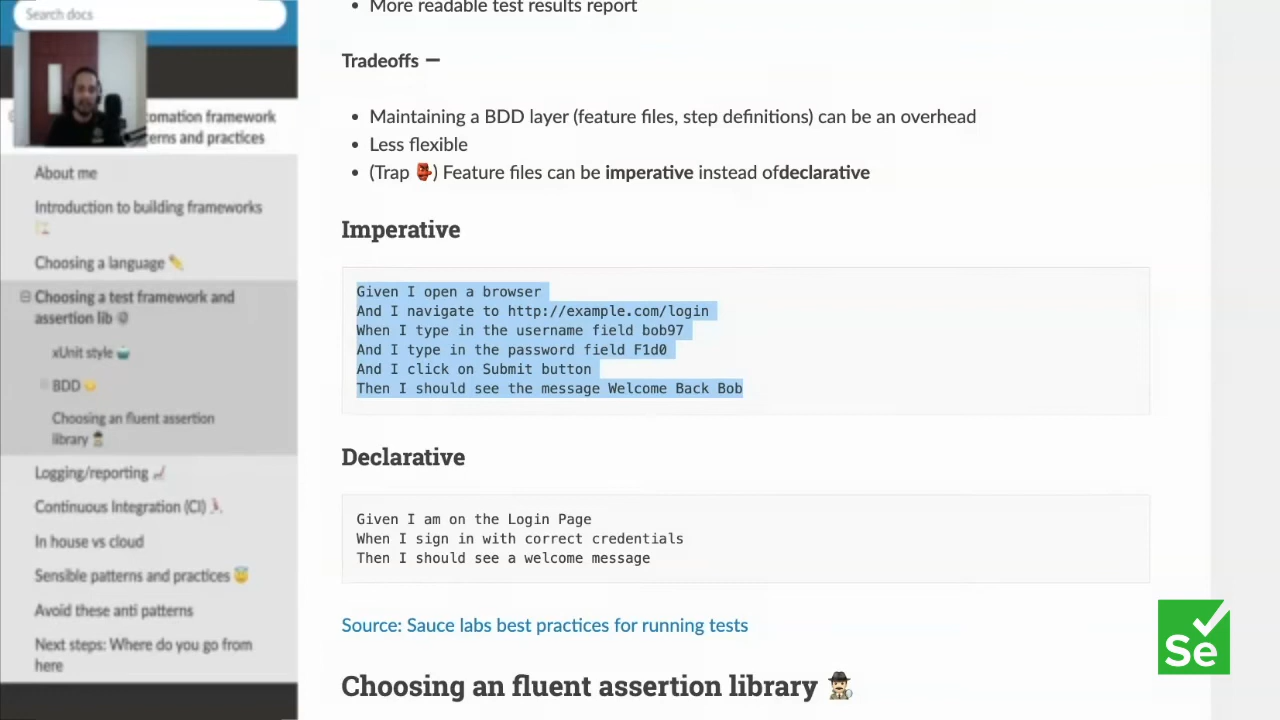 Search docs
omation framework
erns and practices
About me
Introduction to building frameworks
Choosing a language
Choosing a test framework and
assertion lib
xUnit style
BDD
Choosing an fluent assertion
library
Logging/reporting
Continuous Integration (CI)
In house vs cloud
Sensible patterns and practices
Avoid these anti patterns
Next steps: Where do you go from
here
• More readable test results report
Tradeoffs —
• Maintaining a BDD layer (feature files, step definitions) can be an overhead
• Less flexible
• (Trap 👺) Feature files can be imperative instead ofdeclarative
Imperative
Given I open a browser
And I navigate to http://example.com/login
When I type in the username field bob97
And I type in the password field F1d0
And I click on Submit button
Then I should see the message Welcome Back Bob
Declarative
Given I am on the Login Page
When I sign in with correct credentials
Then I should see a welcome message
Source: Sauce labs best practices for running tests
Choosing an fluent assertion library
Se